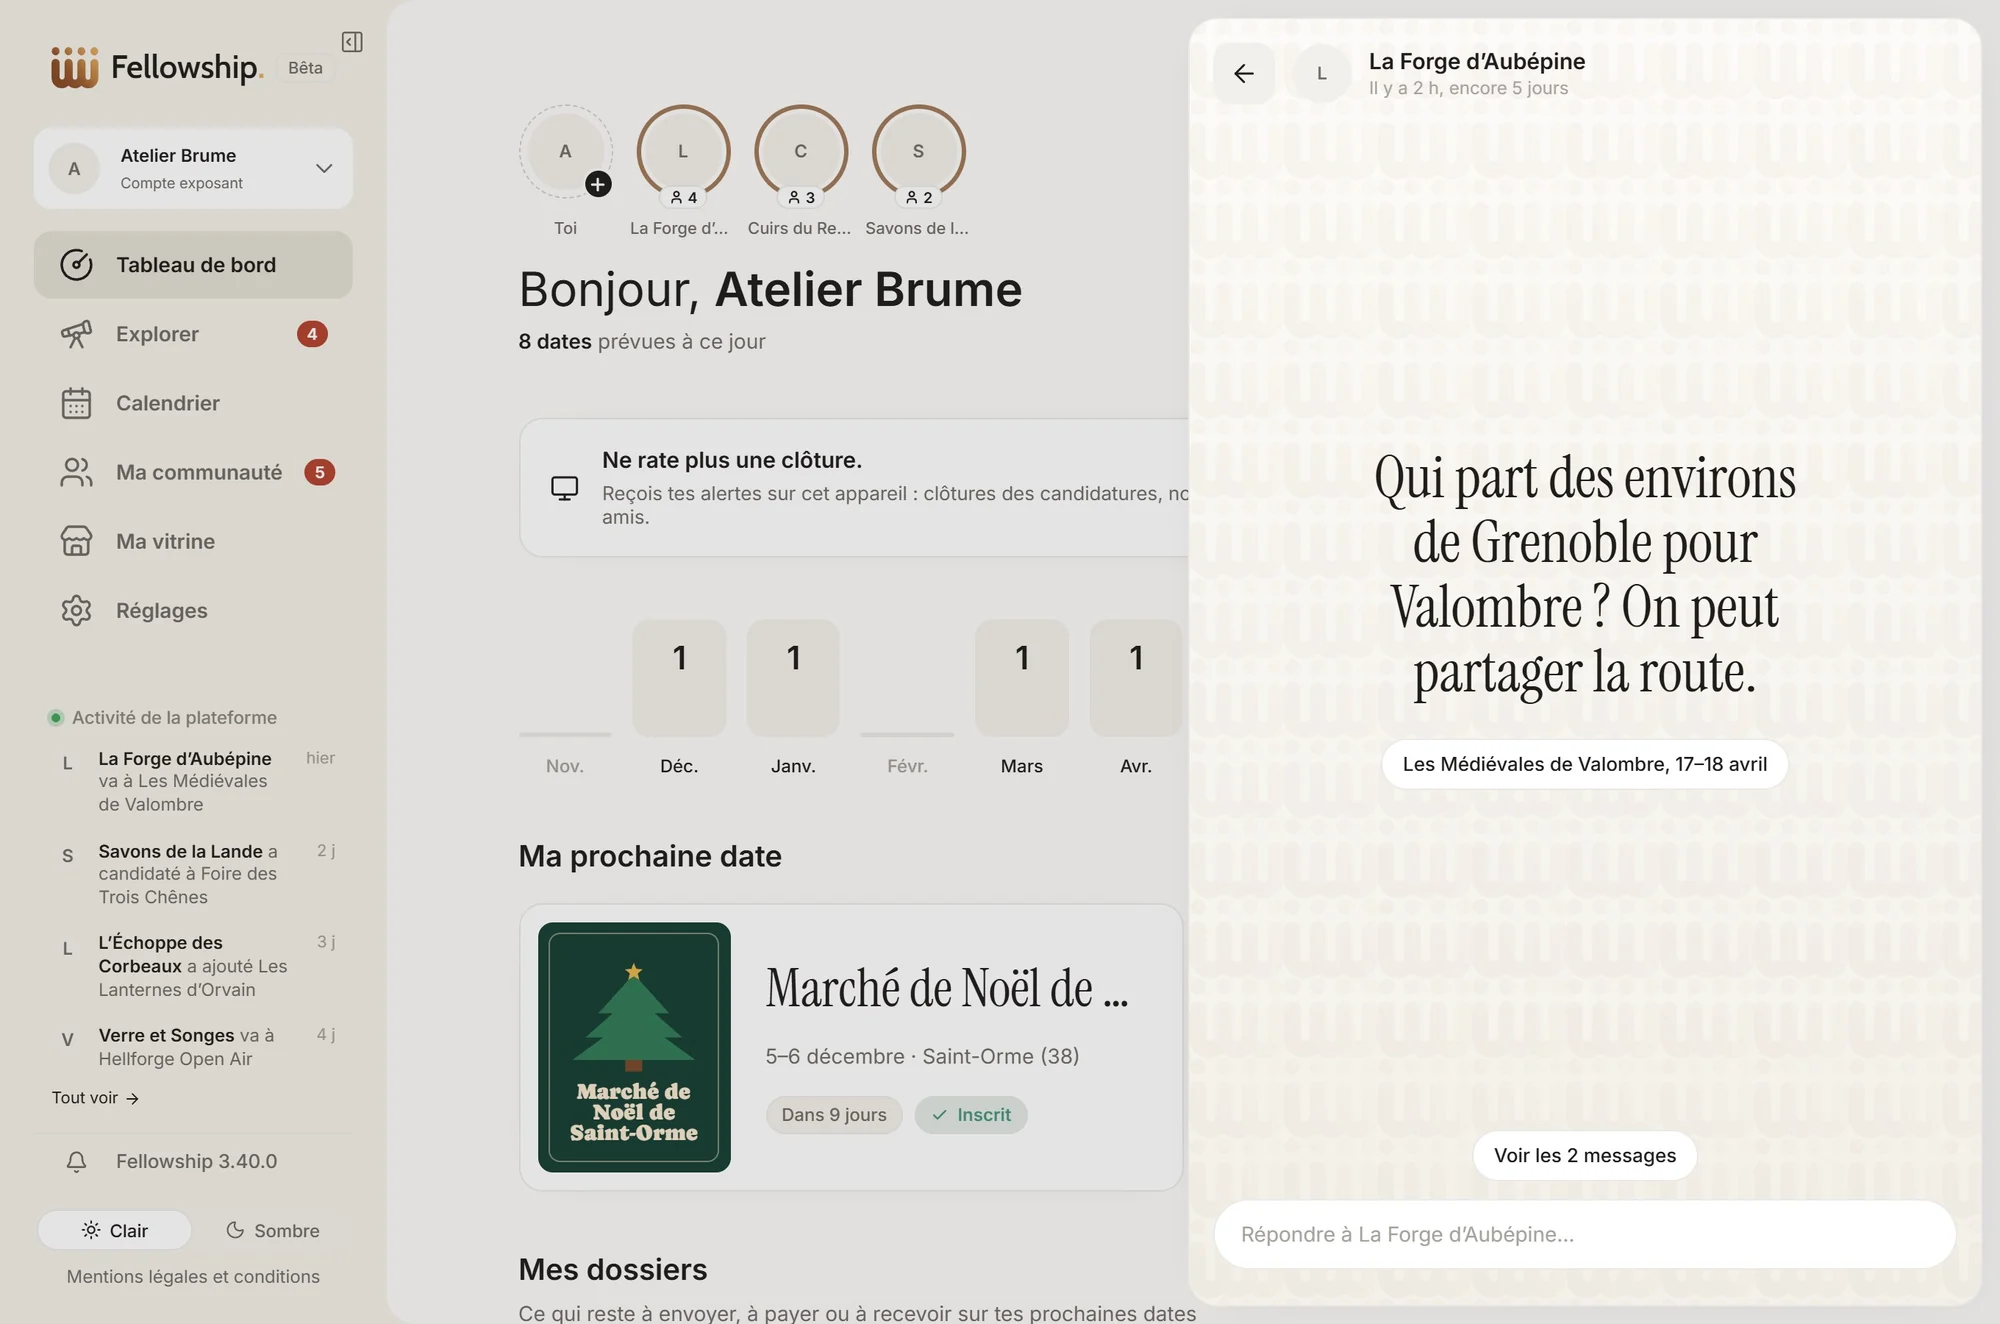 Fellowship.
Bêta
A
Atelier Brume
Compte exposant
Tableau de bord
Explorer
4
Calendrier
Ma communauté
5
Ma vitrine
Réglages
Activité de la plateforme
L
La Forge d’Aubépine
hier
va à Les Médiévales
de Valombre
S
Savons de la Lande a
2 j
candidaté à Foire des
Trois Chênes
L
L’Échoppe des
3 j
Corbeaux a ajouté Les
Lanternes d’Orvain
V
Verre et Songes va à
4 j
Hellforge Open Air
Tout voir →
Fellowship 3.40.0
Clair
Sombre
Mentions légales et conditions
A
L
C
S
4
3
2
Toi
La Forge d’...
Cuirs du Re...
Savons de l...
Bonjour, Atelier Brume
8 dates prévues à ce jour
Ne rate plus une clôture.
Reçois tes alertes sur cet appareil : clôtures des candidatures, no
amis.
1
1
1
1
Nov.
Déc.
Janv.
Févr.
Mars
Avr.
Ma prochaine date
Marché de
Noël de
Saint-Orme
Marché de Noël de ...
5–6 décembre · Saint-Orme (38)
Dans 9 jours
Inscrit
Mes dossiers
Ce qui reste à envoyer, à payer ou à recevoir sur tes prochaines dates
L
La Forge d’Aubépine
Il y a 2 h, encore 5 jours
Qui part des environs
de Grenoble pour
Valombre ? On peut
partager la route.
Les Médiévales de Valombre, 17–18 avril
Voir les 2 messages
Répondre à La Forge d’Aubépine...